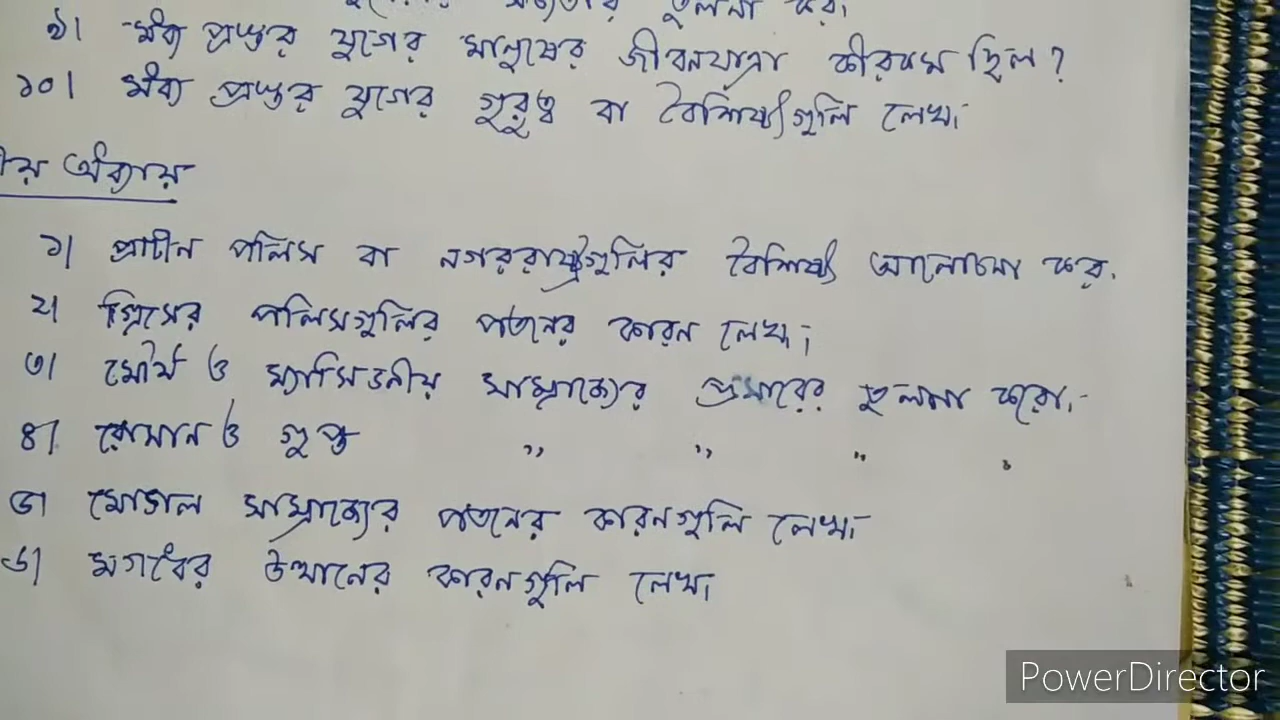 তুলনা কর।
৯। মধ্য প্রস্তর যুগের মানুষের জীবনযাত্রা কীরকম ছিল?
১০। মধ্য প্রস্তর যুগের গুরুত্ব বা বৈশিষ্ট্যগুলি লেখ।
য় অধ্যায়
১। প্রাচীন পলিস বা নগররাষ্ট্রগুলির বৈশিষ্ট্য আলোচনা কর।
২। গ্রিসের পলিসগুলির পতনের কারন লেখ।
৩। মৌর্য ও ম্যাসিডনীয় সাম্রাজ্যের প্রসারের তুলনা করো।
৪। রোমান ও গুপ্ত " " " "
৫। মোগল সাম্রাজ্যের পতনের কারনগুলি লেখ।
৬। মগধের উত্থানের কারনগুলি লেখ।
PowerDirector